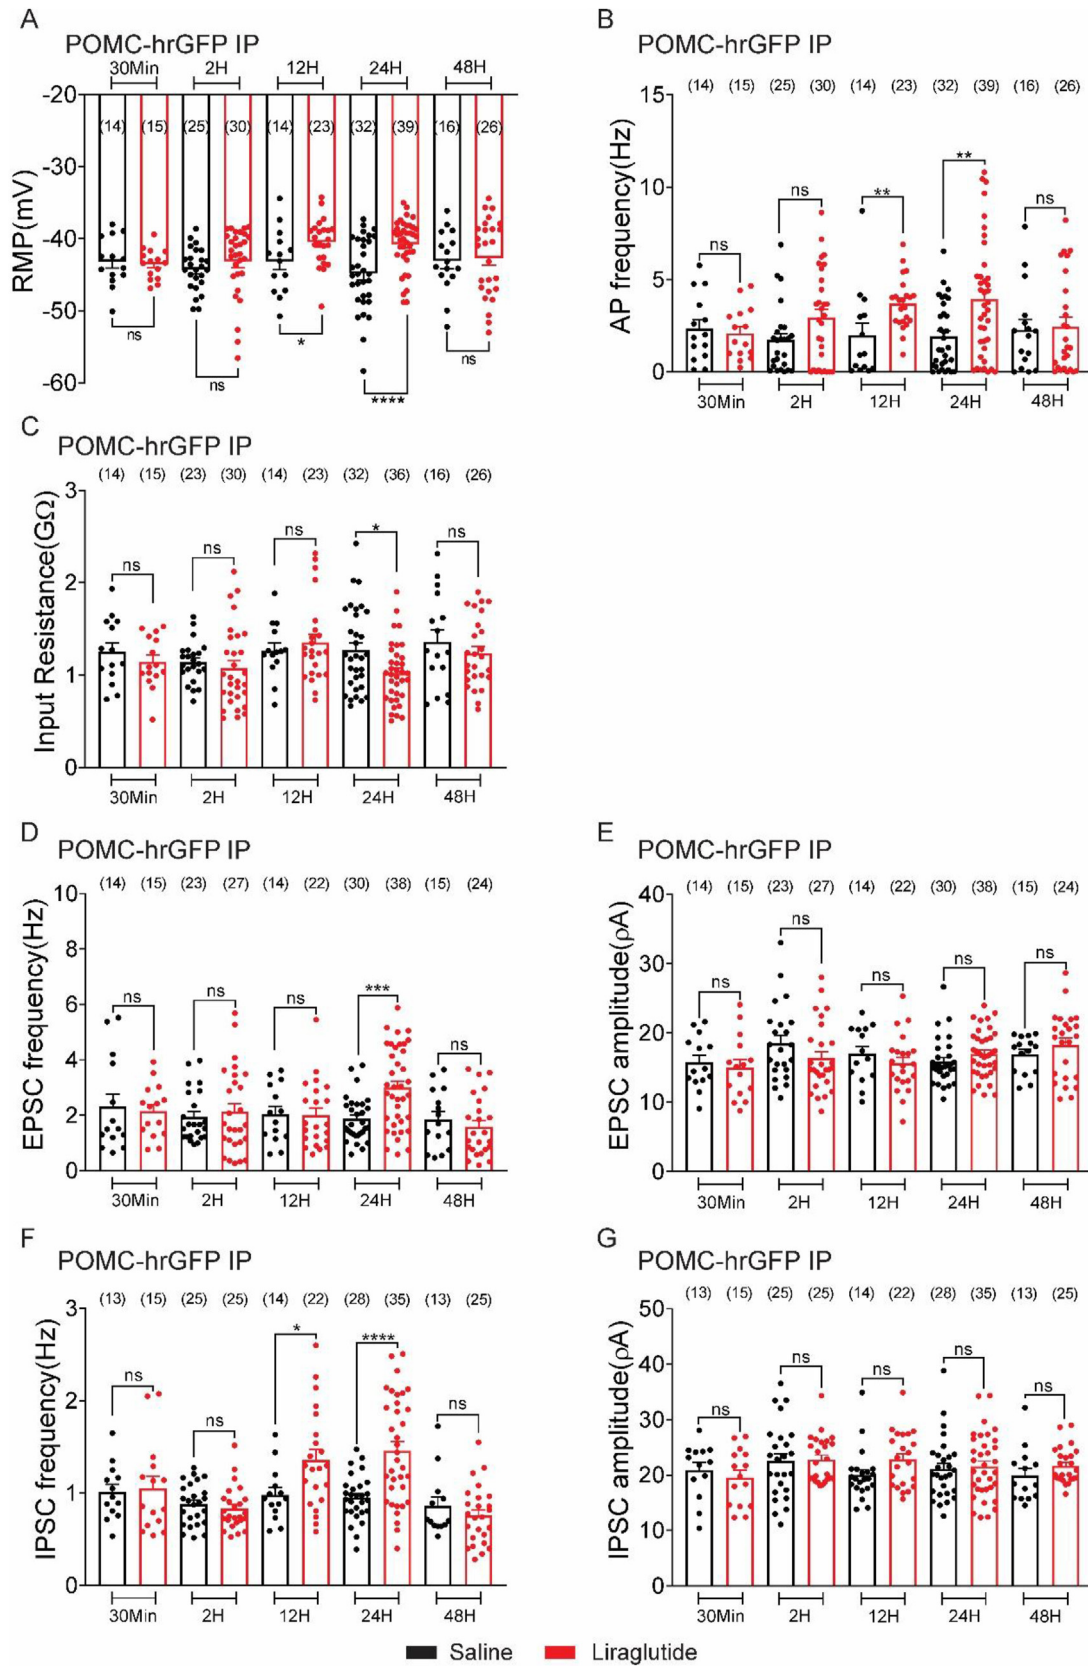 A
POMC-hrGFP IP
30Min 2H 12H 24H 48H
-20
(14) (15) (25) (30) (14) (23) (32) (39) (16) (26)
-30
-40
-50
-60
RMP(mV)
ns ns * **** ns
B
POMC-hrGFP IP
(14) (15) (25) (30) (14) (23) (32) (39) (16) (26)
15
10
5
0
AP frequency(Hz)
ns ns ** ** ns
30Min 2H 12H 24H 48H
C
POMC-hrGFP IP
(14) (15) (23) (30) (14) (23) (32) (36) (16) (26)
3
2
1
0
Input Resistance(GΩ)
ns ns ns * ns
30Min 2H 12H 24H 48H
D
POMC-hrGFP IP
(14) (15) (23) (27) (14) (22) (30) (38) (15) (24)
10
8
6
4
2
0
EPSC frequency(Hz)
ns ns ns *** ns
30Min 2H 12H 24H 48H
E
POMC-hrGFP IP
(14) (15) (23) (27) (14) (22) (30) (38) (15) (24)
40
30
20
10
0
EPSC amplitude(ρA)
ns ns ns ns ns
30Min 2H 12H 24H 48H
F
POMC-hrGFP IP
(13) (15) (25) (25) (14) (22) (28) (35) (13) (25)
3
2
1
0
IPSC frequency(Hz)
ns ns * **** ns
30Min 2H 12H 24H 48H
G
POMC-hrGFP IP
(13) (15) (25) (25) (14) (22) (28) (35) (13) (25)
50
40
30
20
10
0
IPSC amplitude(ρA)
ns ns ns ns ns
30Min 2H 12H 24H 48H
Saline Liraglutide